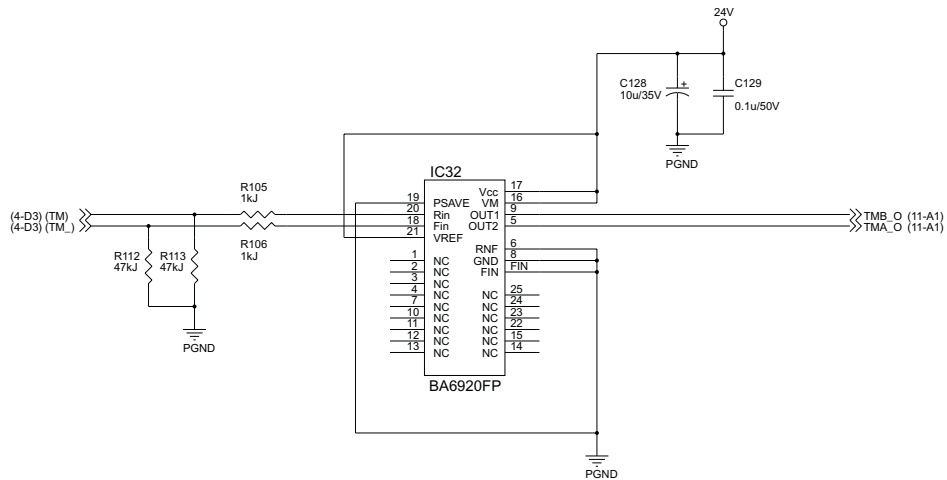 24V
C128
10u/35V
C129
0.1u/50V
PGND
IC32
R105
1kJ
(4-D3) (TM)
(4-D3) (TM_)
R106
1kJ
R112
47kJ
R113
47kJ
PGND
19 PSAVE
20 Rin
18 Fin
21 VREF
1 NC
2 NC
3 NC
4 NC
7 NC
10 NC
11 NC
12 NC
13 NC
Vcc 17
VM 16
OUT1 9
OUT2 5
RNF 6
GND 8
FIN FIN
NC 25
NC 24
NC 23
NC 22
NC 15
NC 14
TMB_O (11-A1)
TMA_O (11-A1)
BA6920FP
PGND